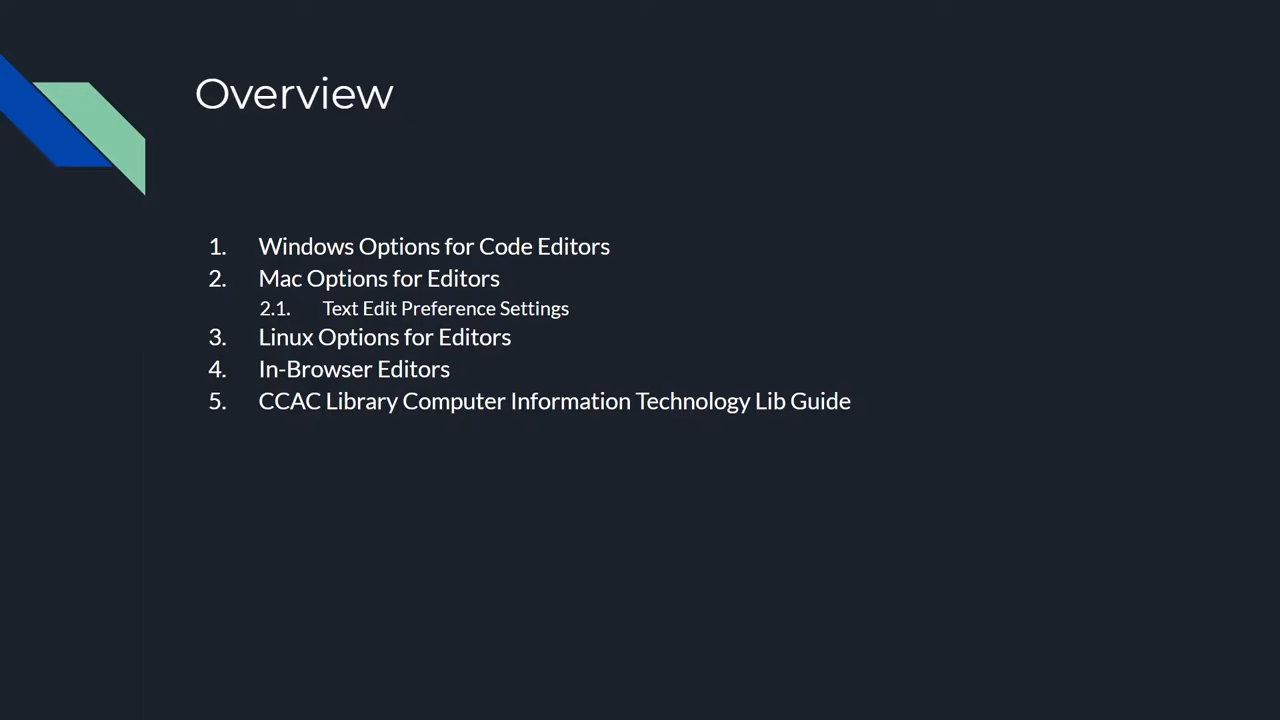 Overview
1. Windows Options for Code Editors
2. Mac Options for Editors
2.1. Text Edit Preference Settings
3. Linux Options for Editors
4. In-Browser Editors
5. CCAC Library Computer Information Technology Lib Guide